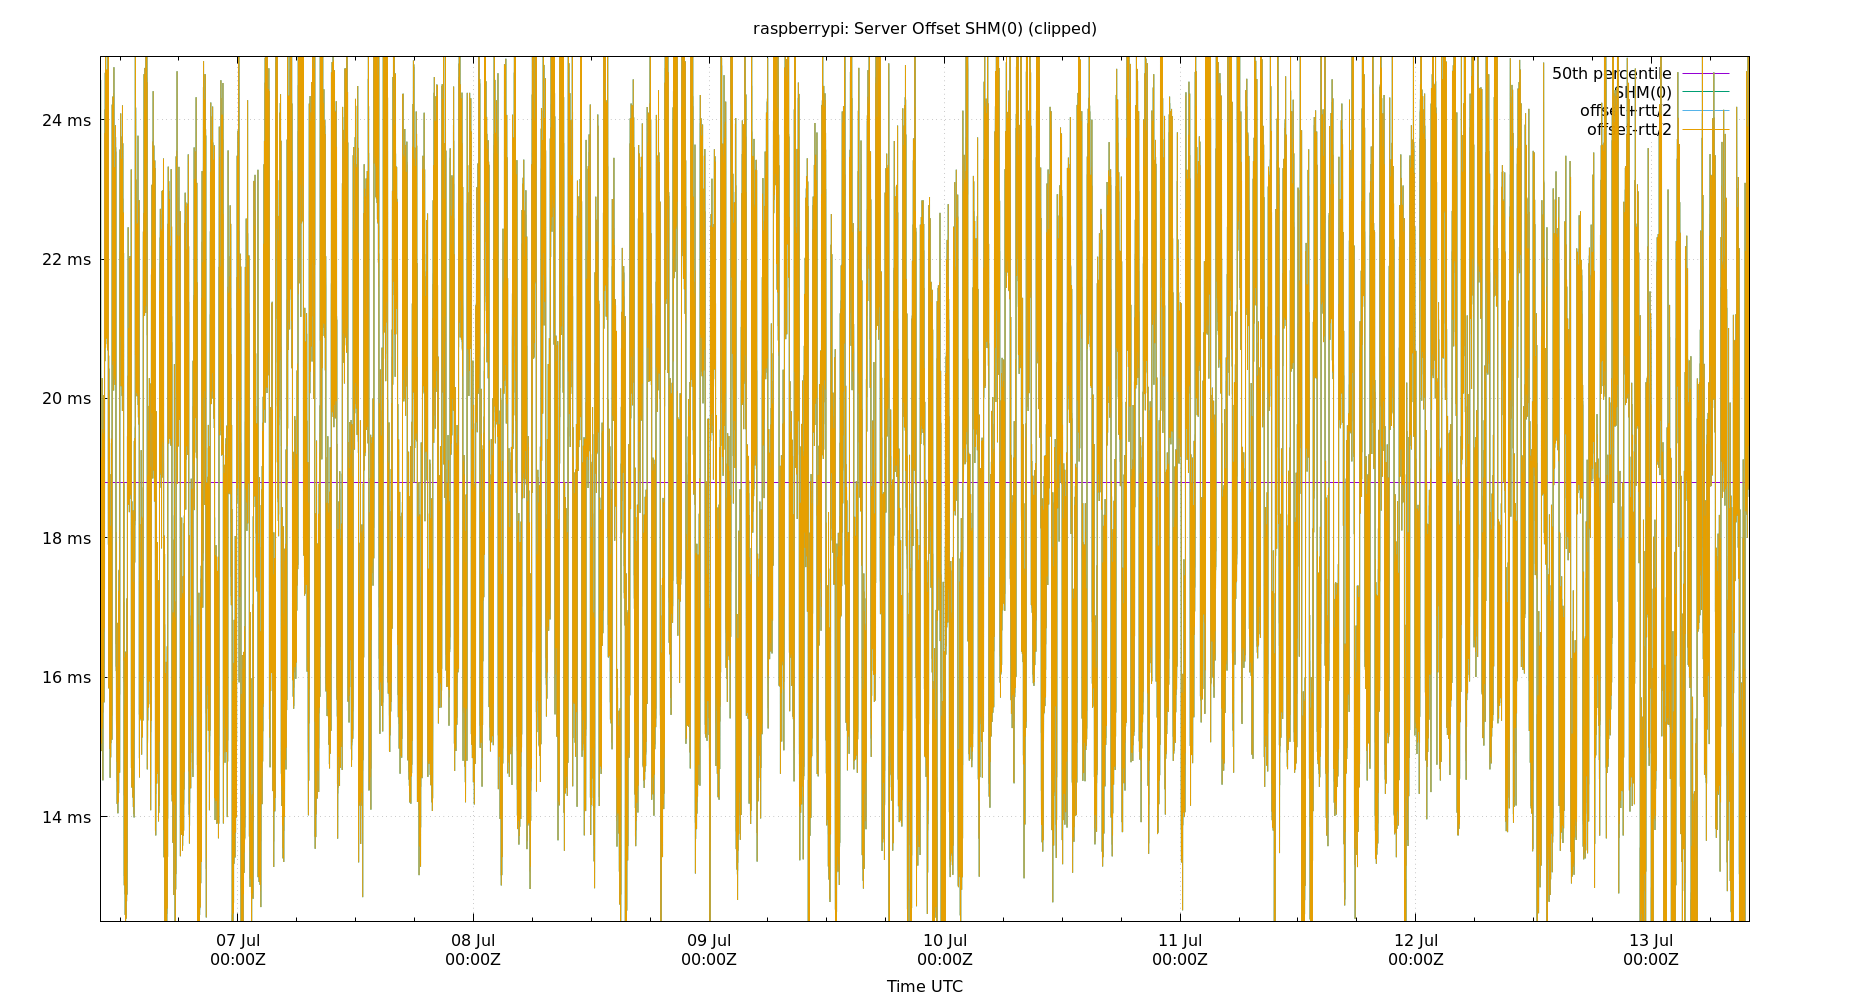 raspberrypi: Server Offset SHM(0) (clipped)
50th percentile
SHM(0)
offset+rtt/2
offset-rtt/2
24 ms
22 ms
20 ms
18 ms
16 ms
14 ms
07 Jul 08 Jul 09 Jul 10 Jul 11 Jul 12 Jul 13 Jul
00:00Z 00:00Z 00:00Z 00:00Z 00:00Z 00:00Z 00:00Z
Time UTC